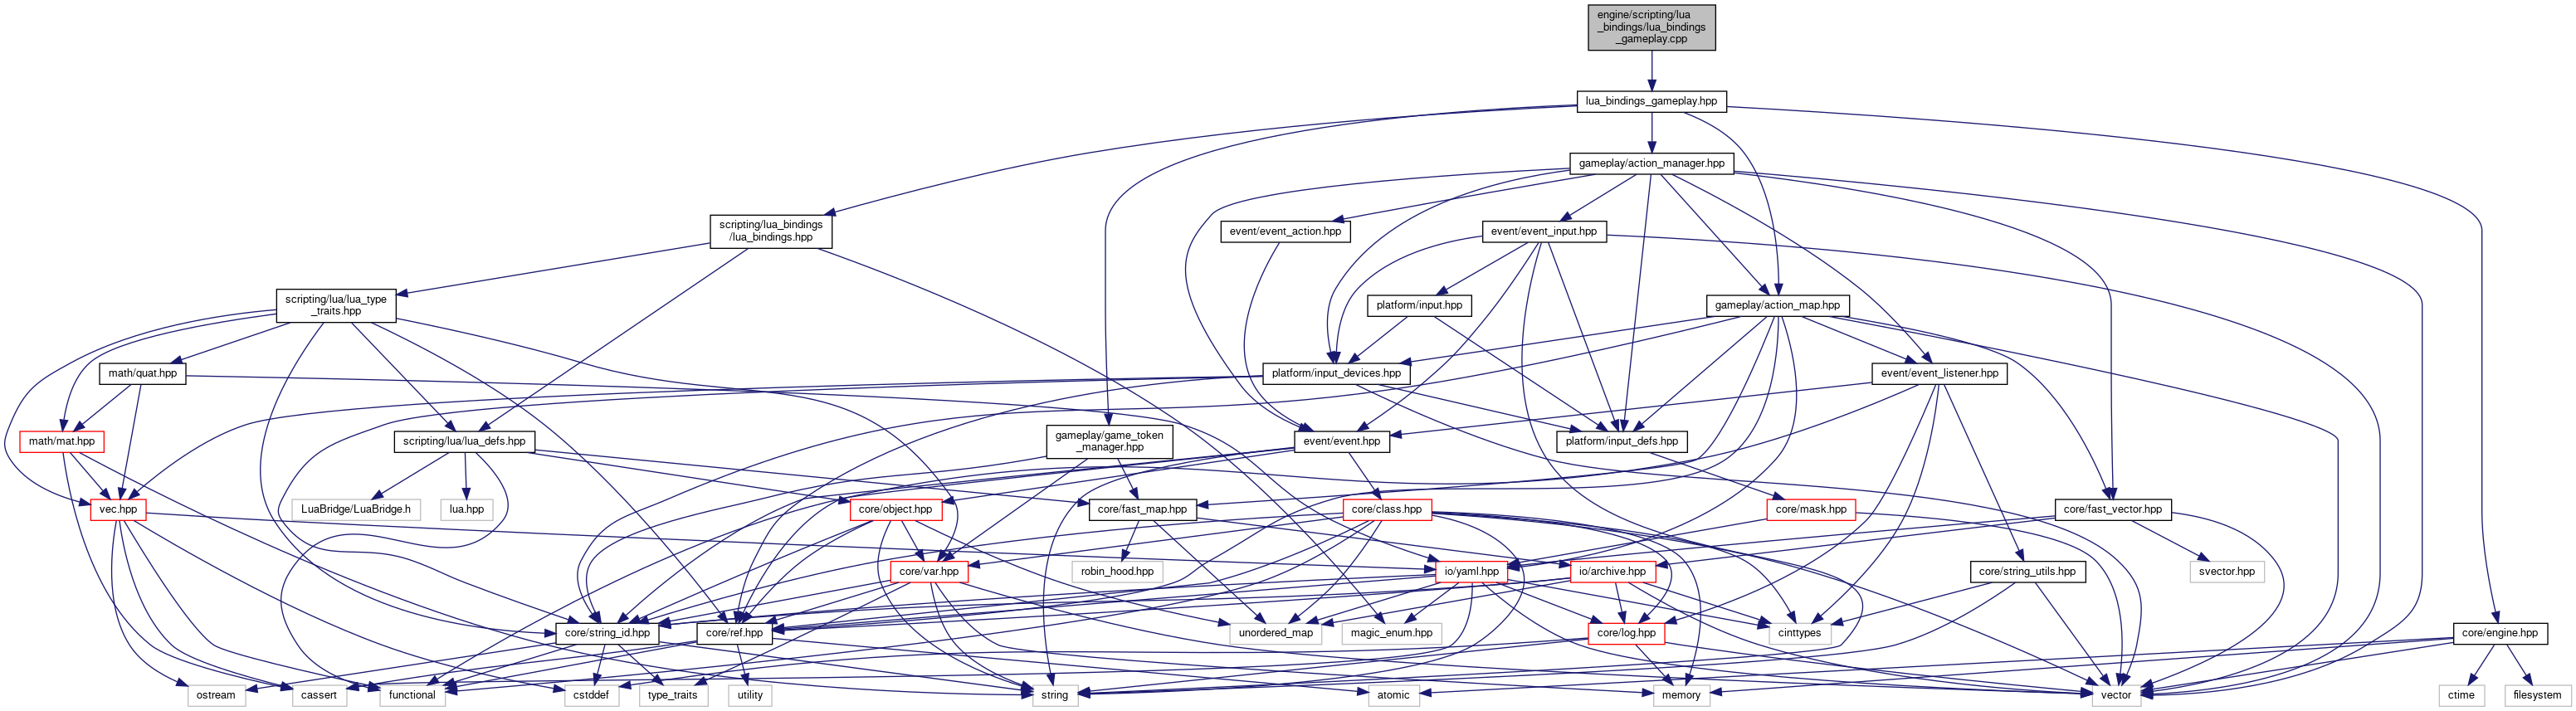 engine/scripting/lua
_bindings/lua_bindings
_gameplay.cpp
lua_bindings_gameplay.hpp
gameplay/action_manager.hpp
scripting/lua_bindings
/lua_bindings.hpp
event/event_action.hpp
event/event_input.hpp
scripting/lua/lua_type
_traits.hpp
platform/input.hpp
gameplay/action_map.hpp
math/quat.hpp
platform/input_devices.hpp
event/event_listener.hpp
math/mat.hpp
scripting/lua/lua_defs.hpp
gameplay/game_token
_manager.hpp
event/event.hpp
platform/input_defs.hpp
vec.hpp
LuaBridge/LuaBridge.h
lua.hpp
core/object.hpp
core/fast_map.hpp
core/class.hpp
core/mask.hpp
core/fast_vector.hpp
core/var.hpp
robin_hood.hpp
io/yaml.hpp
io/archive.hpp
core/string_utils.hpp
svector.hpp
core/string_id.hpp
core/ref.hpp
unordered_map
magic_enum.hpp
core/log.hpp
cinttypes
core/engine.hpp
ostream
cassert
functional
cstddef
type_traits
utility
string
atomic
memory
vector
ctime
filesystem